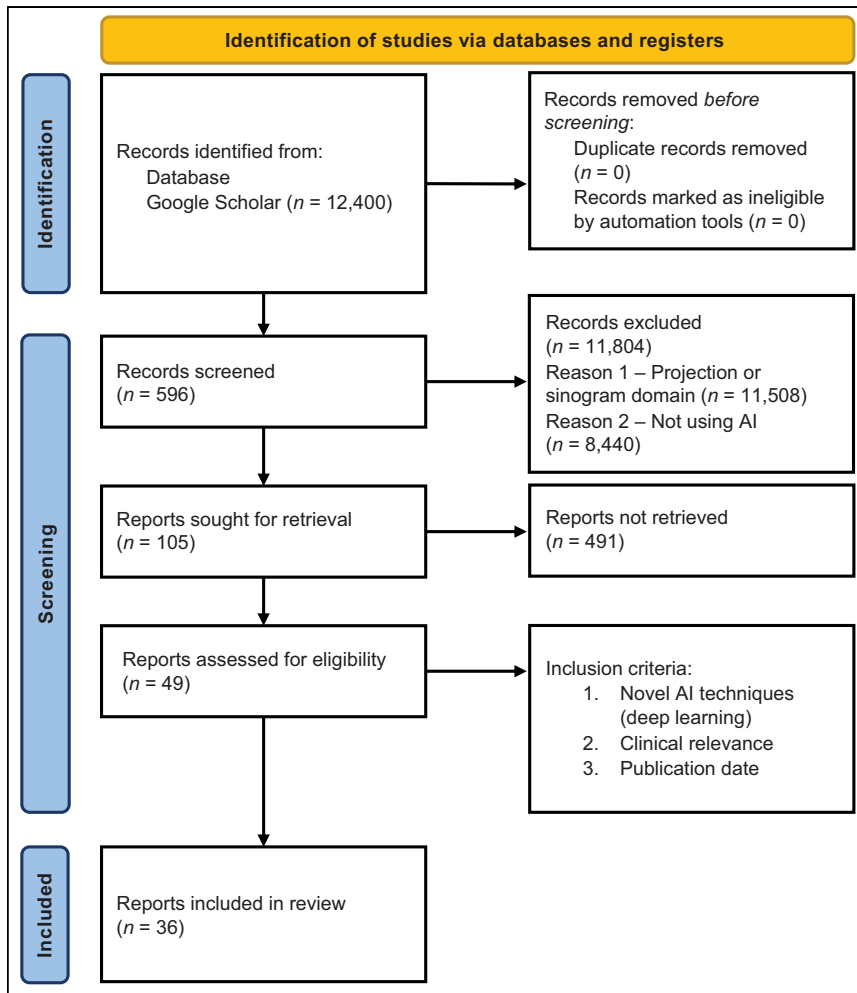 Identification of studies via databases and registers
Identification
Records identified from:
Database
Google Scholar (n = 12,400)
Records removed before
screening:
Duplicate records removed
(n = 0)
Records marked as ineligible
by automation tools (n = 0)
Screening
Records screened
(n = 596)
Records excluded
(n = 11,804)
Reason 1 – Projection or
sinogram domain (n = 11,508)
Reason 2 – Not using AI
(n = 8,440)
Reports sought for retrieval
(n = 105)
Reports not retrieved
(n = 491)
Reports assessed for eligibility
(n = 49)
Inclusion criteria:
1. Novel AI techniques
(deep learning)
2. Clinical relevance
3. Publication date
Included
Reports included in review
(n = 36)